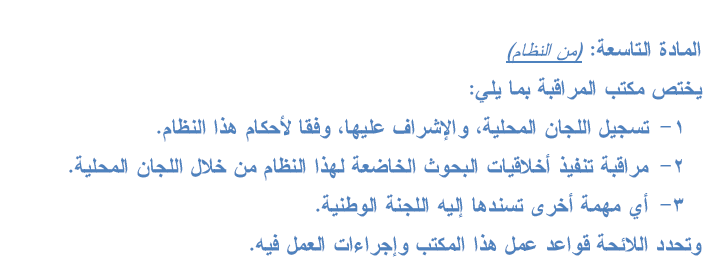 المادة التاسعة: (من النظام)
يختص مكتب المراقبة بما يلي:
١- تسجيل اللجان المحلية، والإشراف عليها، وفقا لأحكام هذا النظام.
٢- مراقبة تنفيذ أخلاقيات البحوث الخاضعة لهذا النظام من خلال اللجان المحلية.
٣- أي مهمة أخرى تسندها إليه اللجنة الوطنية.
وتحدد اللائحة قواعد عمل هذا المكتب وإجراءات العمل فيه.